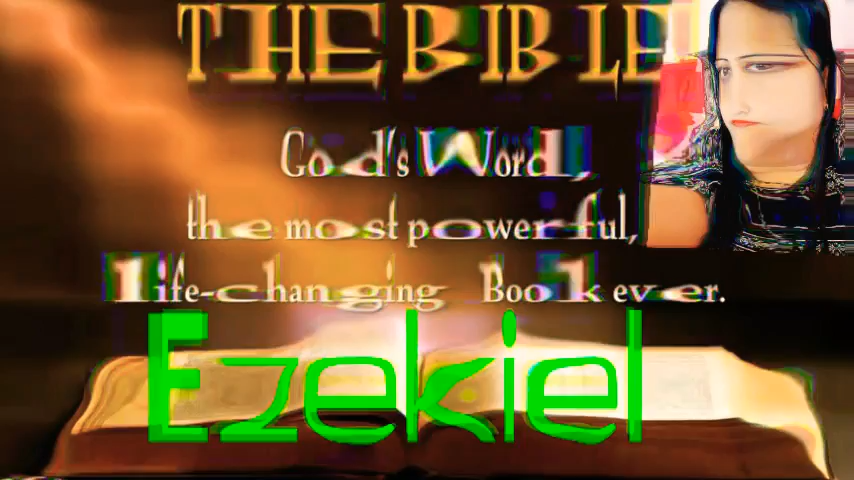 THE BIBLE
God's Word,
the most powerful,
Life-changing Book ever.
Ezekiel